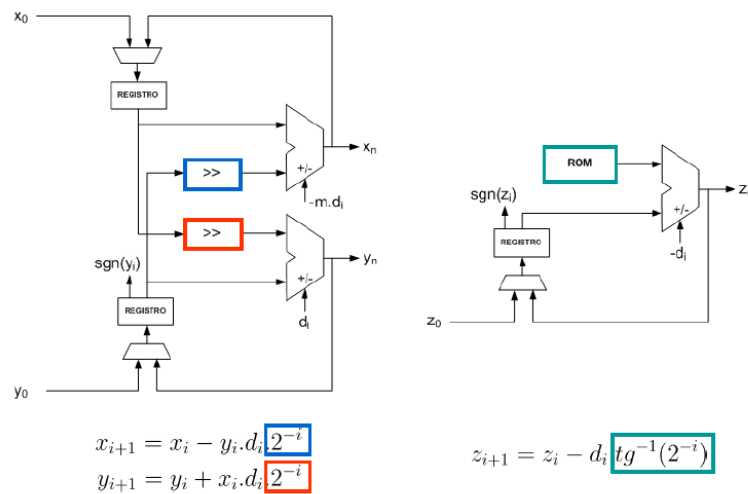 x₀
REGISTRO
xₙ
>>
+/-
-m.dᵢ
>>
sgn(yᵢ)
yₙ
+/-
REGISTRO
dᵢ
y₀
ROM
sgn(zᵢ)
z
+/-
REGISTRO
-dᵢ
z₀
xᵢ₊₁ = xᵢ − yᵢ.dᵢ.2⁻ⁱ
yᵢ₊₁ = yᵢ + xᵢ.dᵢ.2⁻ⁱ
zᵢ₊₁ = zᵢ − dᵢ.tg⁻¹(2⁻ⁱ)